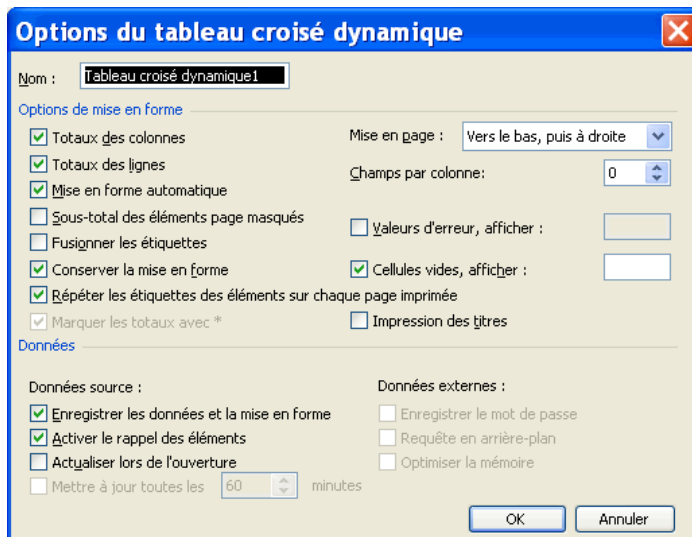 Options du tableau croisé dynamique
Nom : Tableau croisé dynamique1
Options de mise en forme
Totaux des colonnes
Mise en page : Vers le bas, puis à droite
Totaux des lignes
Champs par colonne: 0
Mise en forme automatique
Sous-total des éléments page masqués
Valeurs d'erreur, afficher :
Fusionner les étiquettes
Conserver la mise en forme
Cellules vides, afficher :
Répéter les étiquettes des éléments sur chaque page imprimée
Marquer les totaux avec *
Impression des titres
Données
Données source :
Données externes :
Enregistrer les données et la mise en forme
Enregistrer le mot de passe
Activer le rappel des éléments
Requête en arrière-plan
Actualiser lors de l'ouverture
Optimiser la mémoire
Mettre à jour toutes les 60 minutes
OK
Annuler